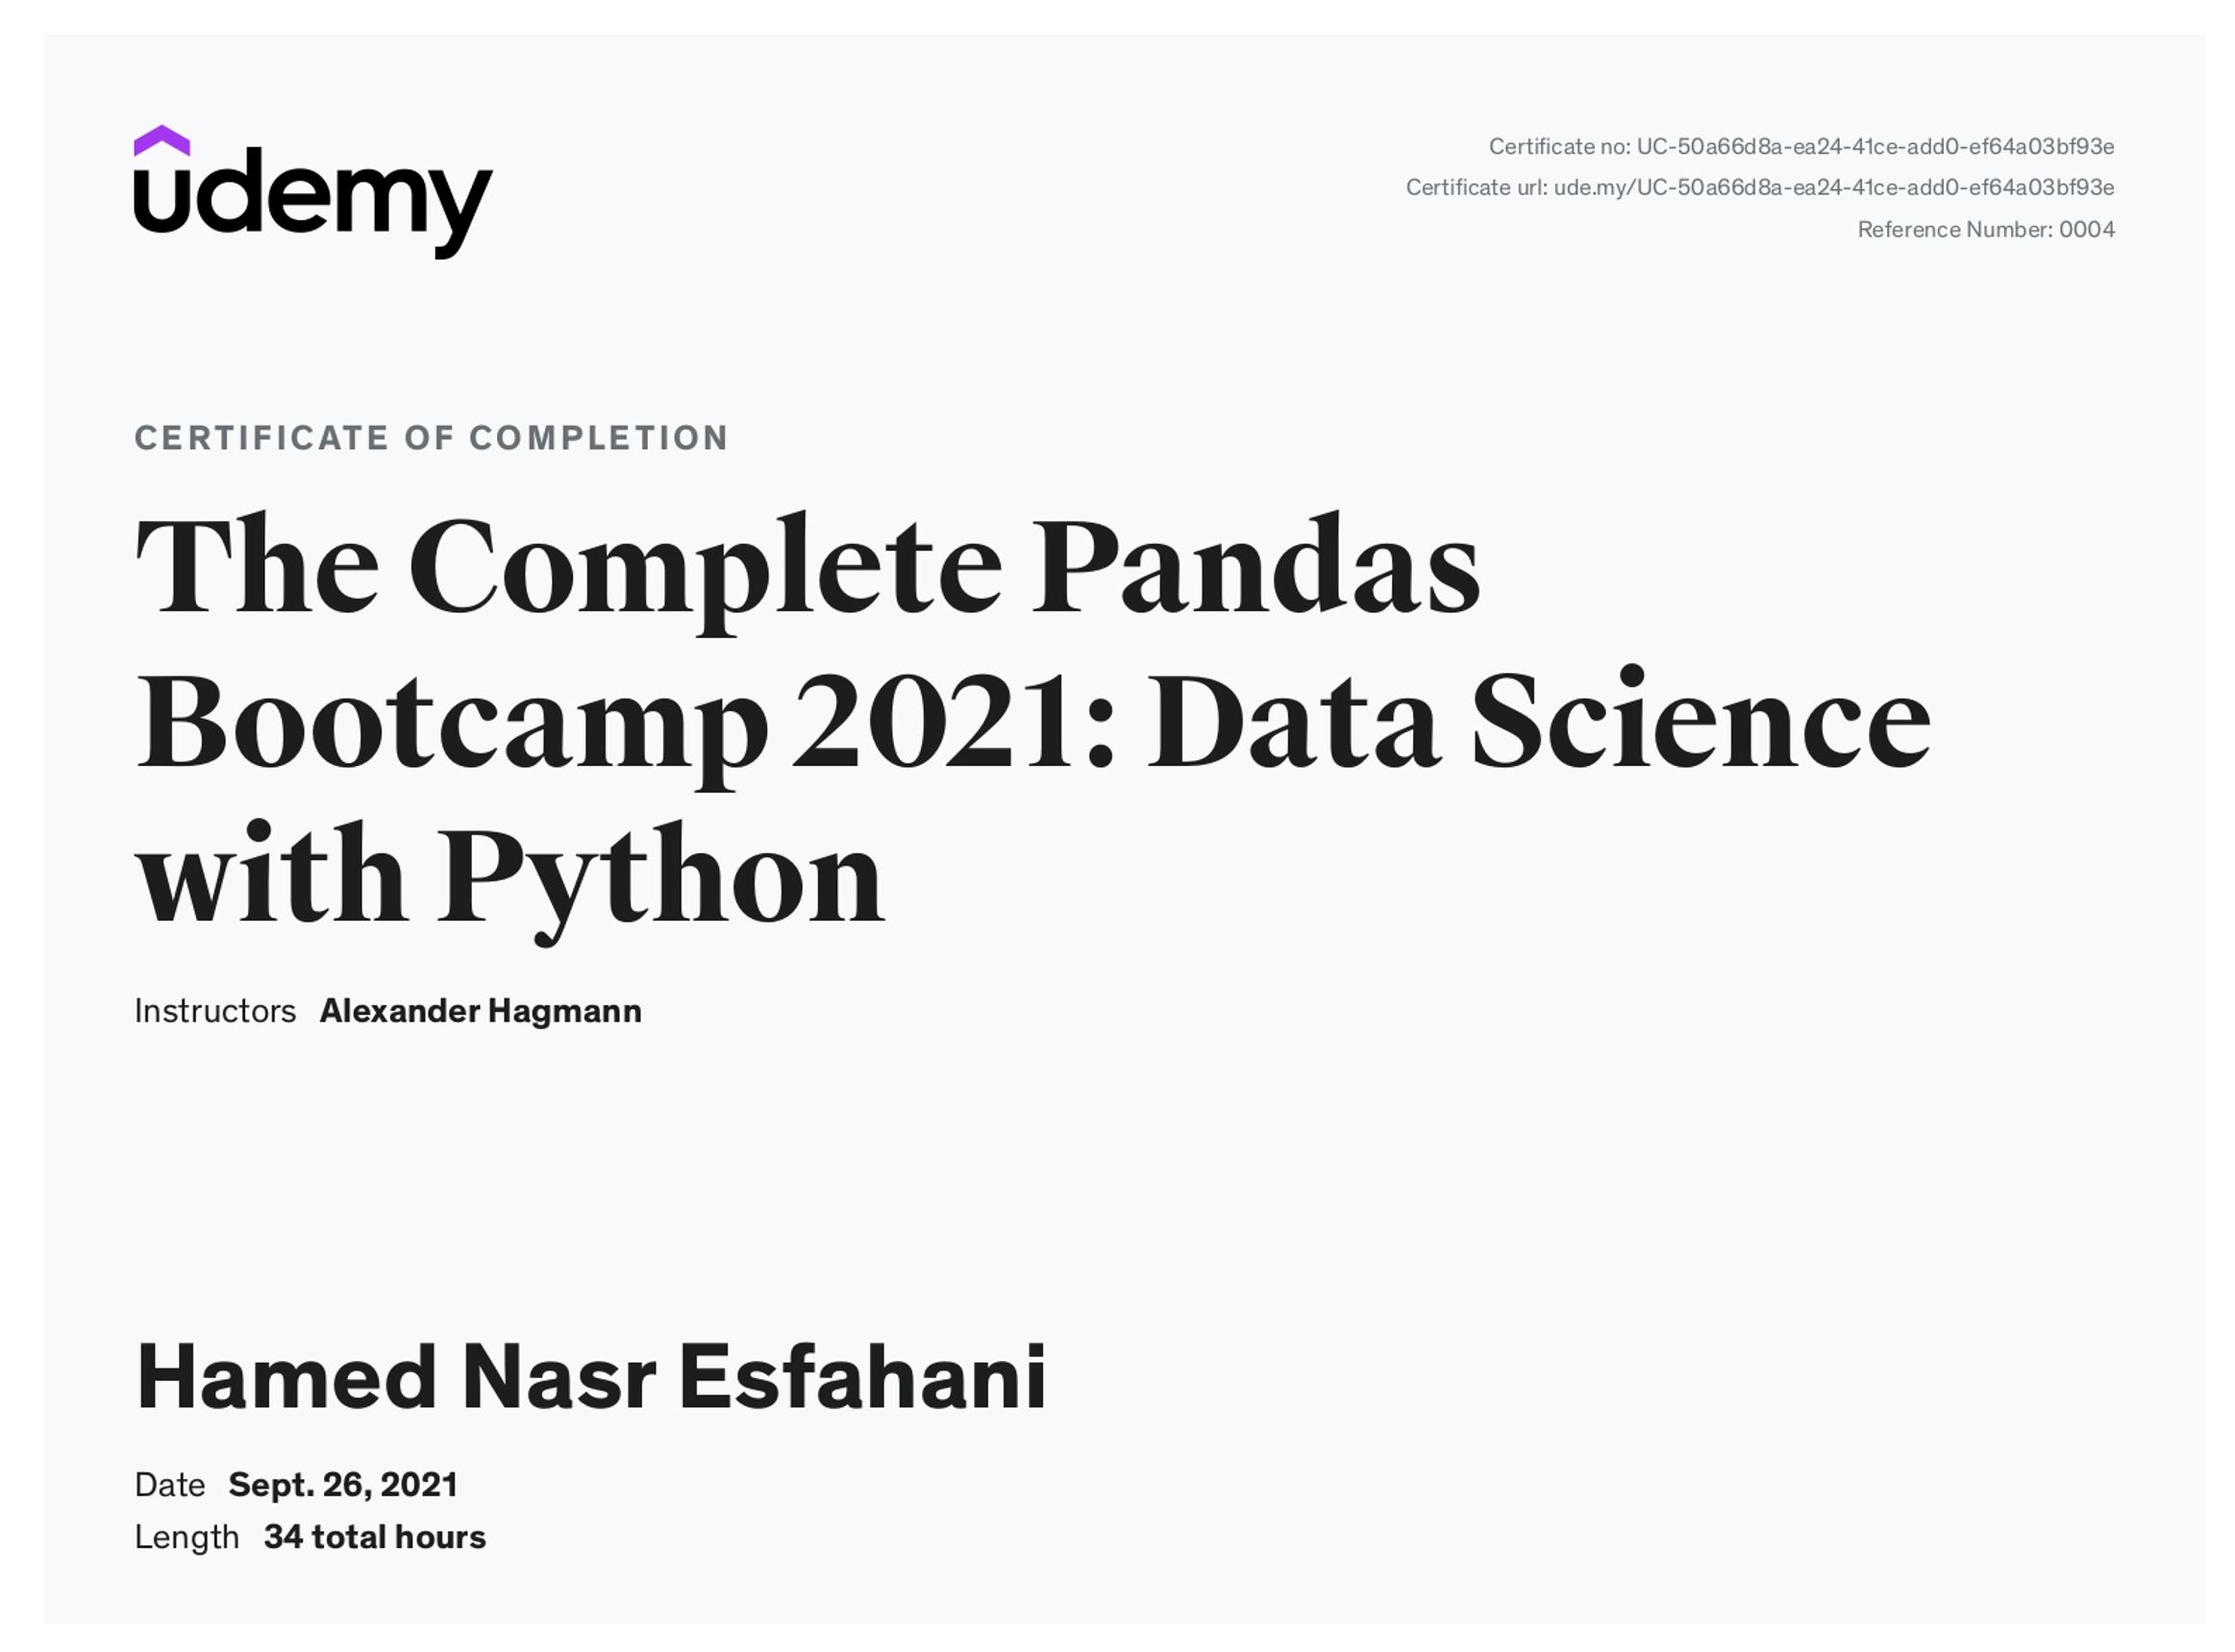 udemy
Certificate no: UC-50a66d8a-ea24-41ce-add0-ef64a03bf93e
Certificate url: ude.my/UC-50a66d8a-ea24-41ce-add0-ef64a03bf93e
Reference Number: 0004
CERTIFICATE OF COMPLETION
The Complete Pandas
Bootcamp 2021: Data Science
with Python
Instructors Alexander Hagmann
Hamed Nasr Esfahani
Date Sept. 26, 2021
Length 34 total hours